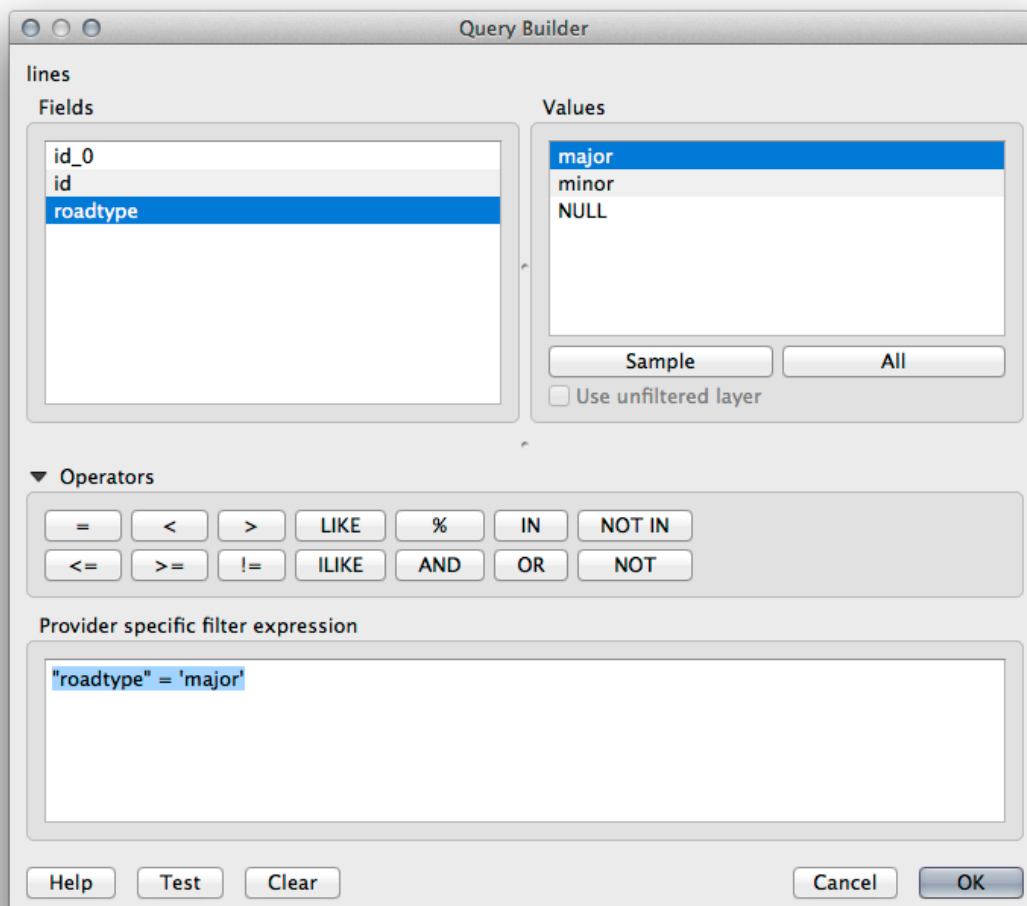 Query Builder
lines
Fields
id_0
id
roadtype
Values
major
minor
NULL
Sample All
Use unfiltered layer
Operators
= < > LIKE % IN NOT IN
<= >= != ILIKE AND OR NOT
Provider specific filter expression
"roadtype" = 'major'
Help Test Clear Cancel OK